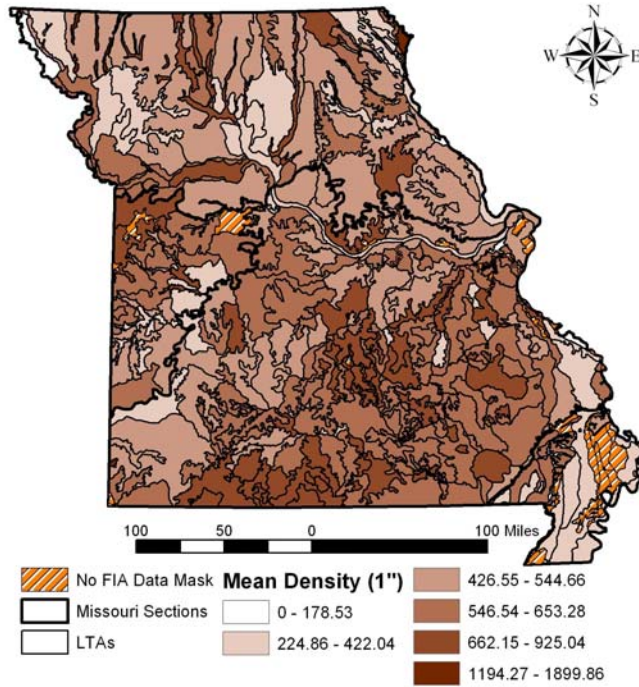 N
W E
S
100 50 0 100 Miles
No FIA Data Mask
Missouri Sections
LTAs
Mean Density (1")
0 - 178.53
224.86 - 422.04
426.55 - 544.66
546.54 - 653.28
662.15 - 925.04
1194.27 - 1899.86